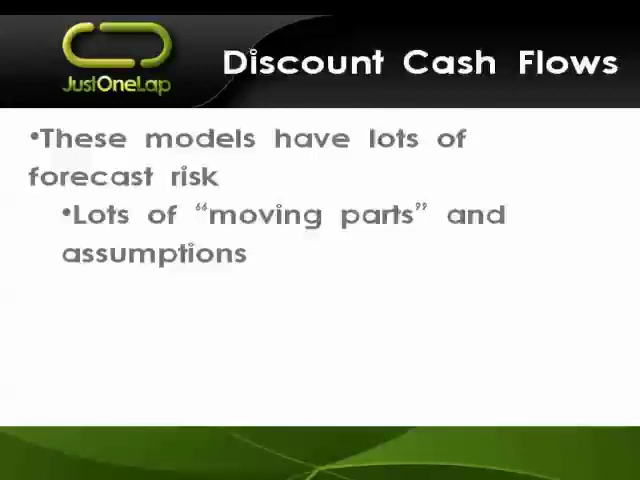 JustOneLap
Discount Cash Flows
•These models have lots of
forecast risk
•Lots of “moving parts” and
assumptions